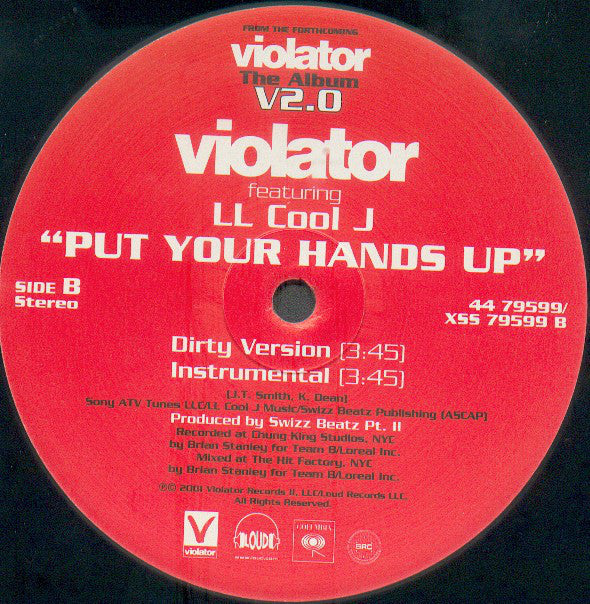 FROM THE FORTHCOMING
violator
The Album
V2.0
violator
featuring
LL Cool J
“PUT YOUR HANDS UP”
SIDE B
Stereo
44 79599/
XSS 79599 B
Dirty Version (3:45)
Instrumental (3:45)
(J.T. Smith, K. Dean)
Sony ATV Tunes LLC/LL Cool J Music/Swizz Beatz Publishing (ASCAP)
Produced by Swizz Beatz Pt. II
Recorded at Chung King Studios, NYC
by Brian Stanley for Team B/Loreal Inc.
Mixed at The Hit Factory, NYC
by Brian Stanley for Team B/Loreal Inc.
℗© 2001 Violator Records II, LLC/Loud Records LLC.
All Rights Reserved.
V
violator
LOUD
COLUMBIA
SRC